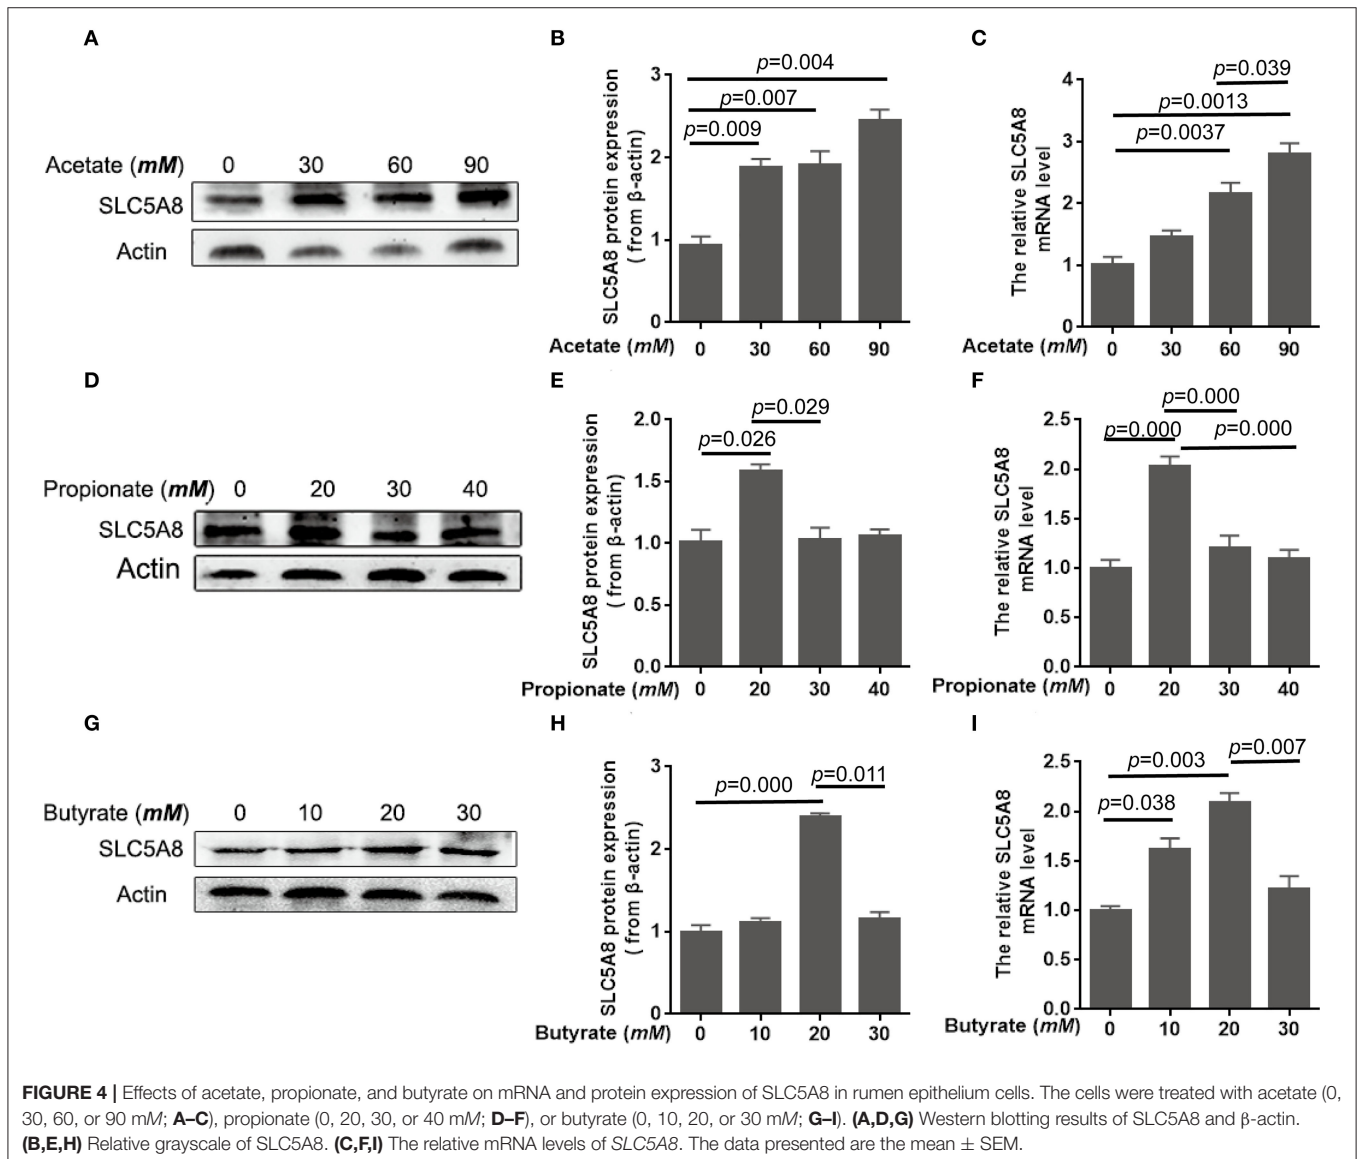 A
Acetate (mM) 0 30 60 90
SLC5A8
Actin
B
SLC5A8 protein expression
( from β-actin)
3
2
1
0
p=0.004
p=0.007
p=0.009
Acetate (mM) 0 30 60 90
C
The relative SLC5A8
mRNA level
4
3
2
1
0
p=0.039
p=0.0013
p=0.0037
Acetate (mM) 0 30 60 90
D
Propionate (mM) 0 20 30 40
SLC5A8
Actin
E
SLC5A8 protein expression
( from β-actin)
2.0
1.5
1.0
0.5
0.0
p=0.029
p=0.026
Propionate (mM) 0 20 30 40
F
The relative SLC5A8
mRNA level
2.5
2.0
1.5
1.0
0.5
0.0
p=0.000
p=0.000 p=0.000
Propionate (mM) 0 20 30 40
G
Butyrate (mM) 0 10 20 30
SLC5A8
Actin
H
SLC5A8 protein expression
( from β-actin)
3
2
1
0
p=0.000 p=0.011
Butyrate (mM) 0 10 20 30
I
The relative SLC5A8
mRNA level
2.5
2.0
1.5
1.0
0.5
0.0
p=0.003 p=0.007
p=0.038
Butyrate (mM) 0 10 20 30
FIGURE 4 | Effects of acetate, propionate, and butyrate on mRNA and protein expression of SLC5A8 in rumen epithelium cells. The cells were treated with acetate (0,
30, 60, or 90 mM; A–C), propionate (0, 20, 30, or 40 mM; D–F), or butyrate (0, 10, 20, or 30 mM; G–I). (A,D,G) Western blotting results of SLC5A8 and β-actin.
(B,E,H) Relative grayscale of SLC5A8. (C,F,I) The relative mRNA levels of SLC5A8. The data presented are the mean ± SEM.